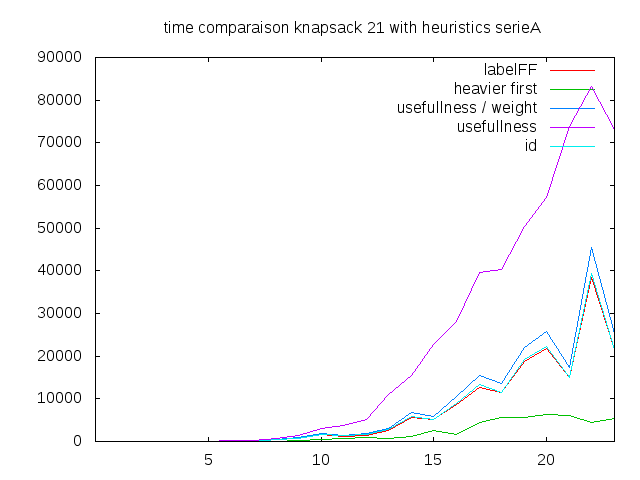 time comparaison knapsack 21 with heuristics serieA
90000
80000
70000
60000
50000
40000
30000
20000
10000
0
5 10 15 20
labelFF
heavier first
usefullness / weight
usefullness
id